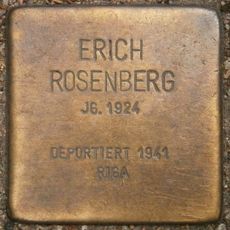 ERICH
ROSENBERG
JG. 1924
DEPORTIERT 1941
RIGA